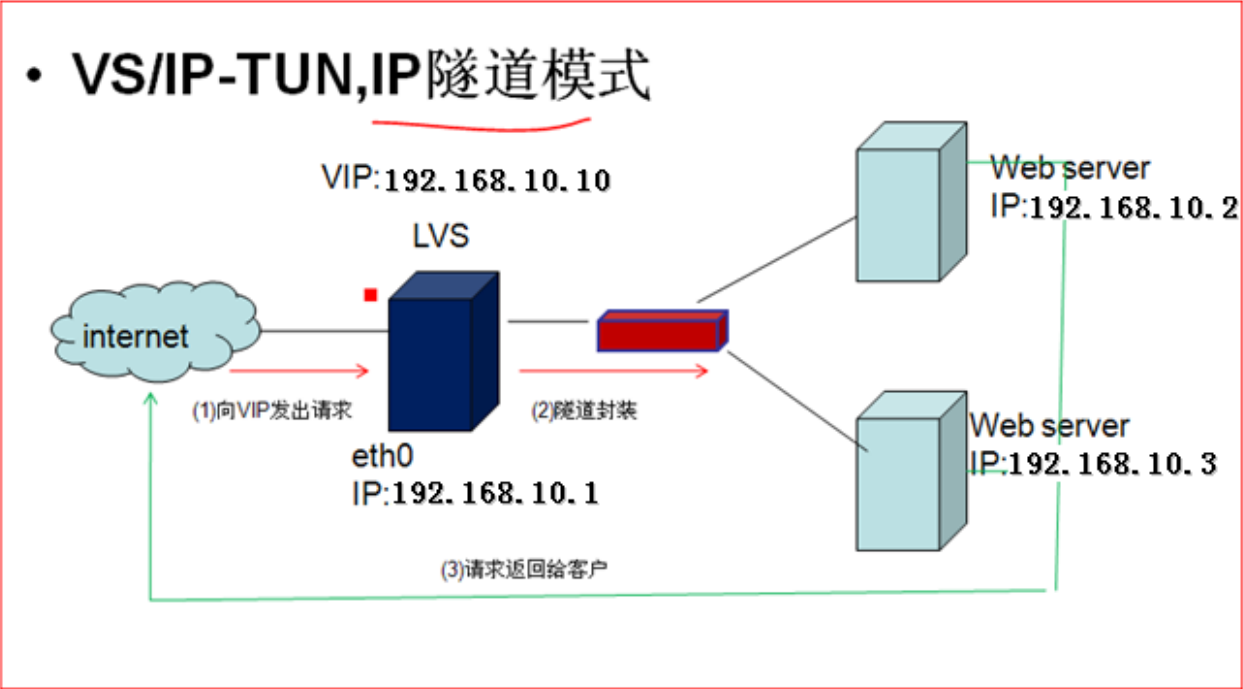 • VS/IP-TUN,IP隧道模式
VIP:192.168.10.10
LVS
Web server
IP:192.168.10.2
internet
(1)向VIP发出请求
(2)隧道封装
eth0
IP:192.168.10.1
Web server
IP:192.168.10.3
(3)请求返回给客户